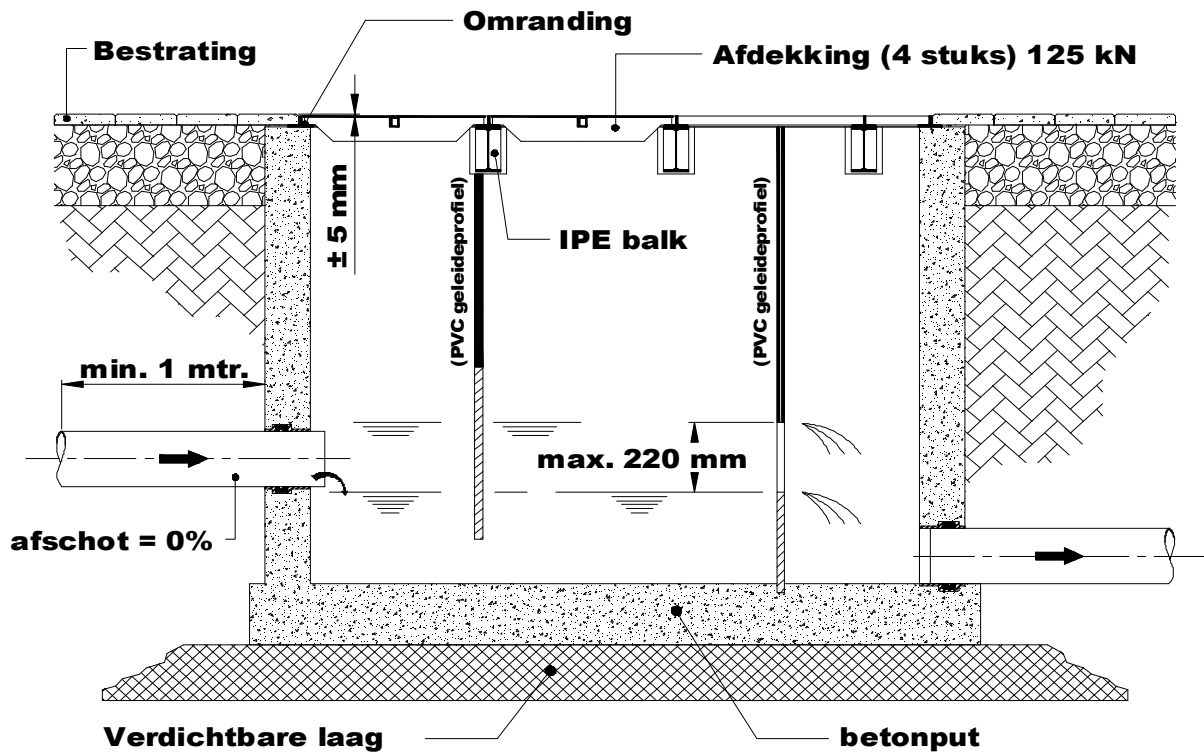 Omranding
Bestrating
Afdekking (4 stuks) 125 kN
± 5 mm
(PVC geleideprofiel)
IPE balk
(PVC geleideprofiel)
min. 1 mtr.
max. 220 mm
afschot = 0%
Verdichtbare laag
betonput